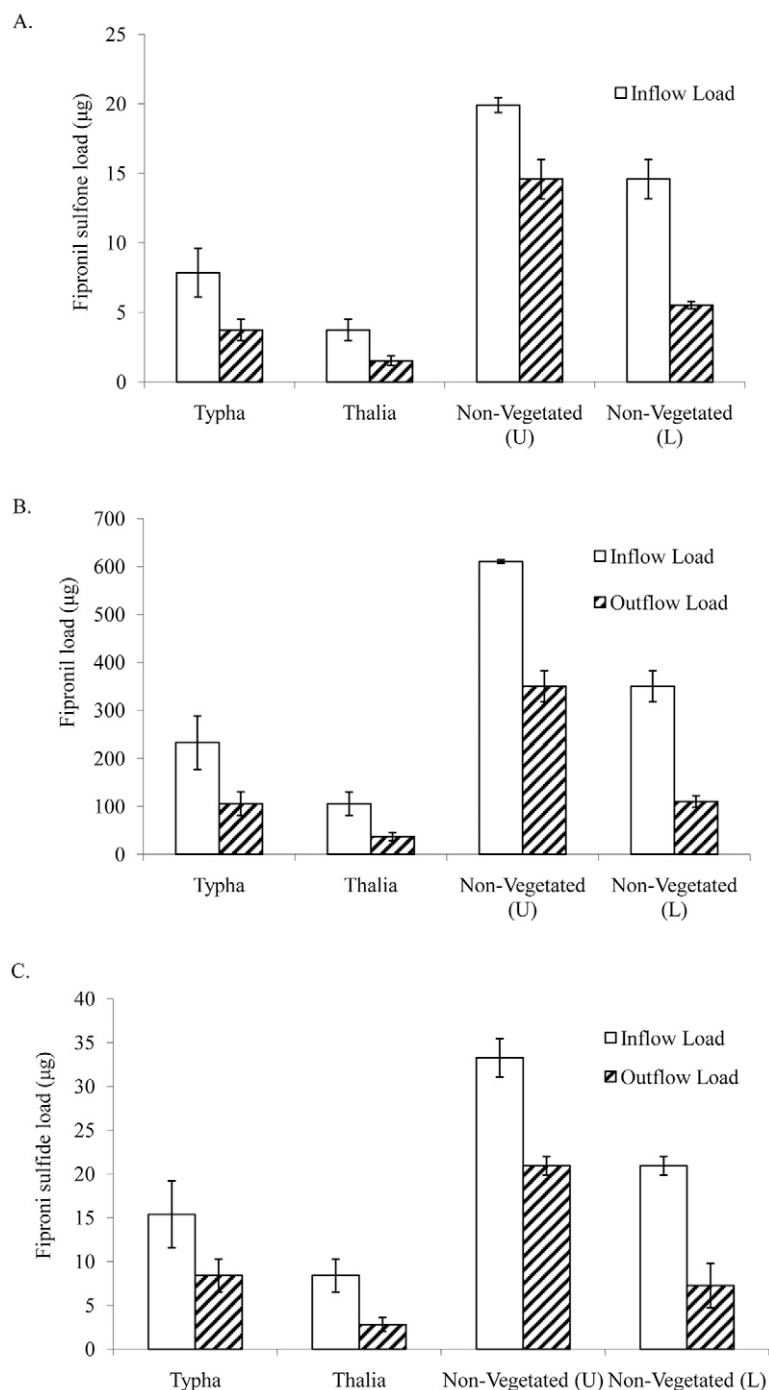 A.
25
20
15
10
5
0
Fipronil sulfone load (µg)
Inflow Load
Typha
Thalia
Non-Vegetated
(U)
Non-Vegetated
(L)
B.
700
600
500
400
300
200
100
0
Fipronil load (µg)
Inflow Load
Outflow Load
Typha
Thalia
Non-Vegetated
(U)
Non-Vegetated
(L)
C.
40
35
30
25
20
15
10
5
0
Fiproni sulfide load (µg)
Inflow Load
Outflow Load
Typha
Thalia
Non-Vegetated (U)
Non-Vegetated (L)